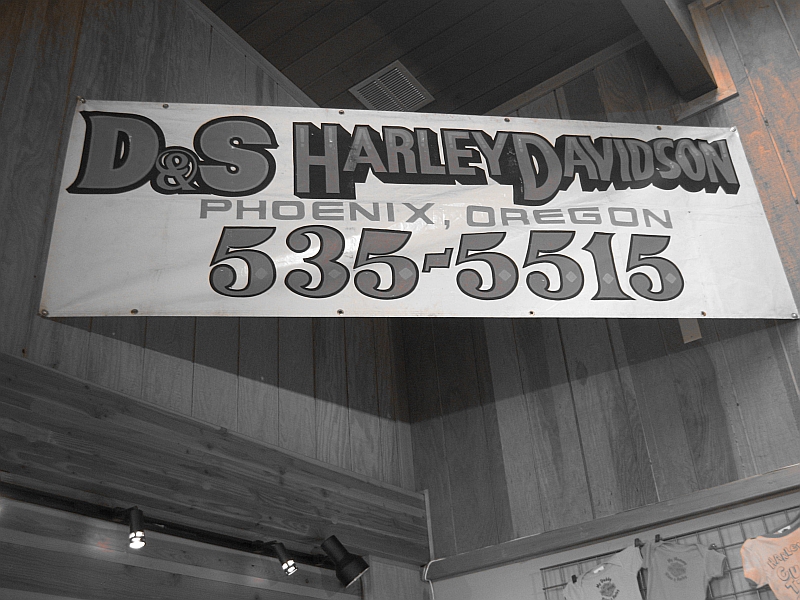 D&S HARLEY DAVIDSON
PHOENIX, OREGON
535-5515